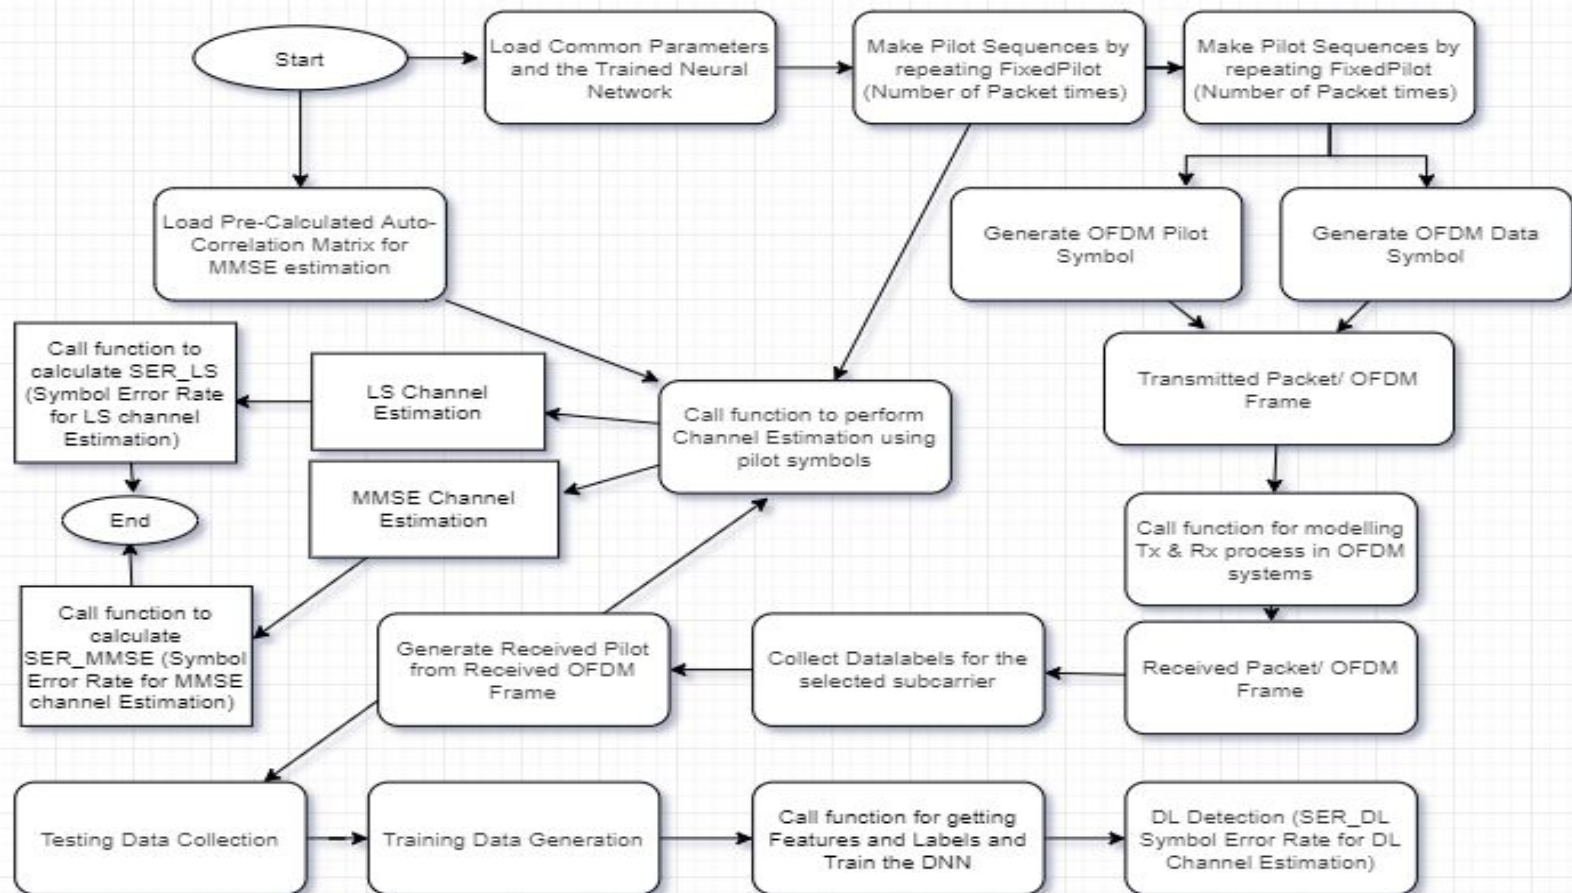 Start
Load Common Parameters
and the Trained Neural
Network
Make Pilot Sequences by
repeating FixedPilot
(Number of Packet times)
Make Pilot Sequences by
repeating FixedPilot
(Number of Packet times)
Load Pre-Calculated Auto-
Correlation Matrix for
MMSE estimation
Generate OFDM Pilot
Symbol
Generate OFDM Data
Symbol
Call function to
calculate SER_LS
(Symbol Error Rate
for LS channel
Estimation)
LS Channel
Estimation
Call function to perform
Channel Estimation using
pilot symbols
Transmitted Packet/ OFDM
Frame
MMSE Channel
Estimation
End
Call function for modelling
Tx & Rx process in OFDM
systems
Call function to
calculate
SER_MMSE (Symbol
Error Rate for MMSE
channel Estimation)
Generate Received Pilot
from Received OFDM
Frame
Collect Datalabels for the
selected subcarrier
Received Packet/ OFDM
Frame
Testing Data Collection
Training Data Generation
Call function for getting
Features and Labels and
Train the DNN
DL Detection (SER_DL
Symbol Error Rate for DL
Channel Estimation)